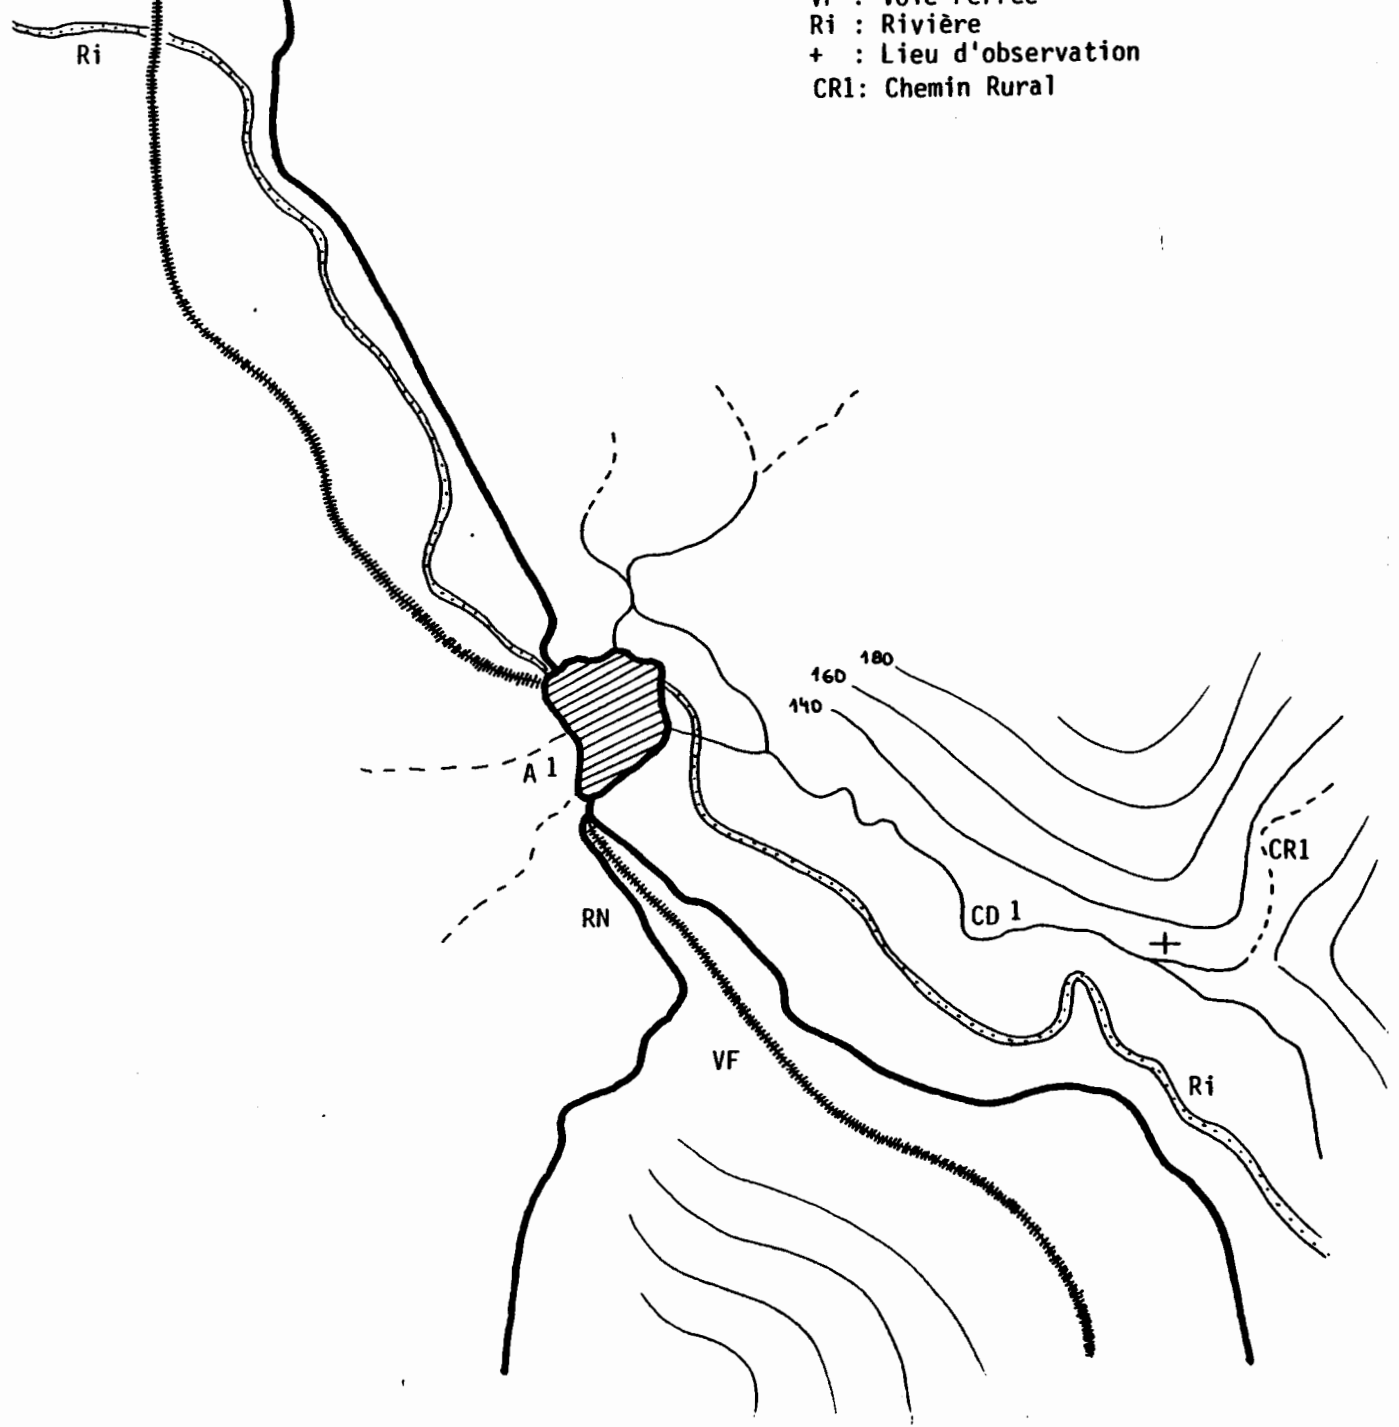 Ri : Rivière
+ : Lieu d'observation
CR1: Chemin Rural
Ri
180
160
140
A 1
CR1
CD 1
RN
VF
Ri